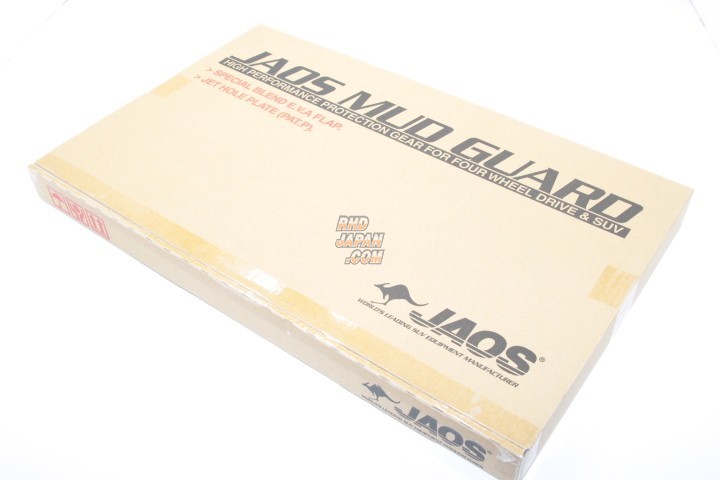 JAOS MUD GUARD
HIGH PERFORMANCE PROTECTION GEAR FOR FOUR WHEEL DRIVE & SUV
> SPECIAL BLEND E.V.A FLAP.
> JET HOLE PLATE (PAT.P).
RHD
JAPAN
.COM
JAOS®
WORLD'S LEADING SUV EQUIPMENT MANUFACTURER
JAOS